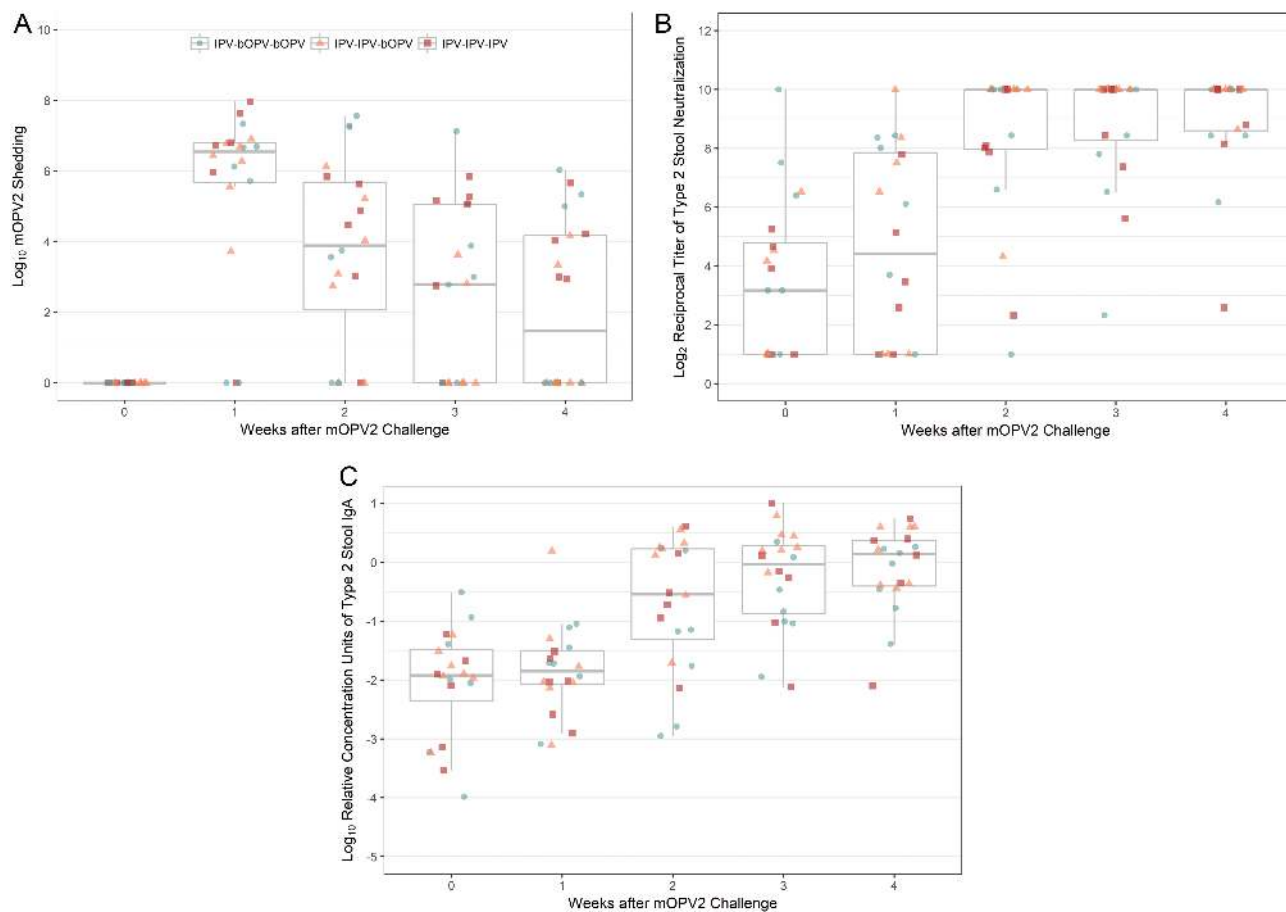 A
IPV-bOPV-bOPV IPV-IPV-bOPV IPV-IPV-IPV
10
8
6
4
2
0
Log10 mOPV2 Shedding
0 1 2 3 4
Weeks after mOPV2 Challenge
B
12
10
8
6
4
2
0
Log2 Reciprocal Titer of Type 2 Stool Neutralization
0 1 2 3 4
Weeks after mOPV2 Challenge
C
1
0
-1
-2
-3
-4
-5
Log10 Relative Concentration Units of Type 2 Stool IgA
0 1 2 3 4
Weeks after mOPV2 Challenge